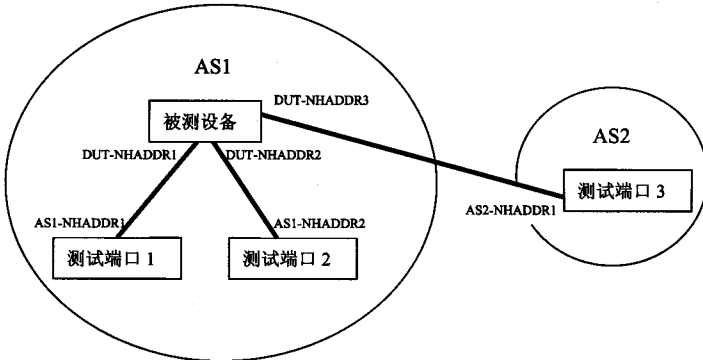 AS1
DUT-NHADDR3
被测设备
AS2
DUT-NHADDR1
DUT-NHADDR2
测试端口 3
AS2-NHADDR1
AS1-NHADDR1
AS1-NHADDR2
测试端口 1
测试端口 2